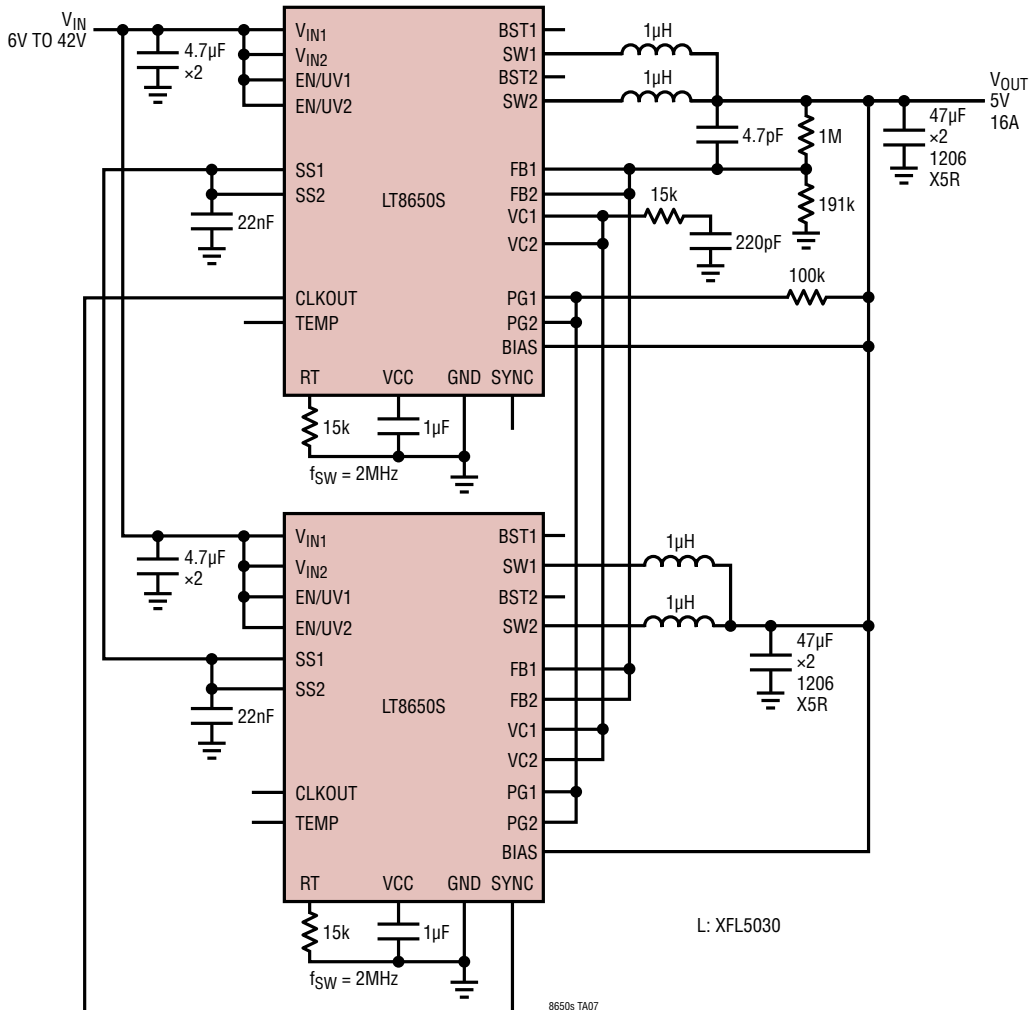 VIN
6V TO 42V
4.7µF
×2
VIN1
VIN2
EN/UV1
EN/UV2
SS1
SS2
22nF
LT8650S
CLKOUT
TEMP
RT
VCC
GND
SYNC
BST1
SW1
BST2
SW2
FB1
FB2
VC1
VC2
PG1
PG2
BIAS
1µH
1µH
4.7pF
1M
191k
15k
220pF
100k
47µF
×2
1206
X5R
VOUT
5V
16A
15k
1µF
fSW = 2MHz
4.7µF
×2
VIN1
VIN2
EN/UV1
EN/UV2
SS1
SS2
22nF
LT8650S
CLKOUT
TEMP
RT
VCC
GND
SYNC
BST1
SW1
BST2
SW2
FB1
FB2
VC1
VC2
PG1
PG2
BIAS
1µH
1µH
47µF
×2
1206
X5R
15k
1µF
fSW = 2MHz
L: XFL5030
8650s TA07